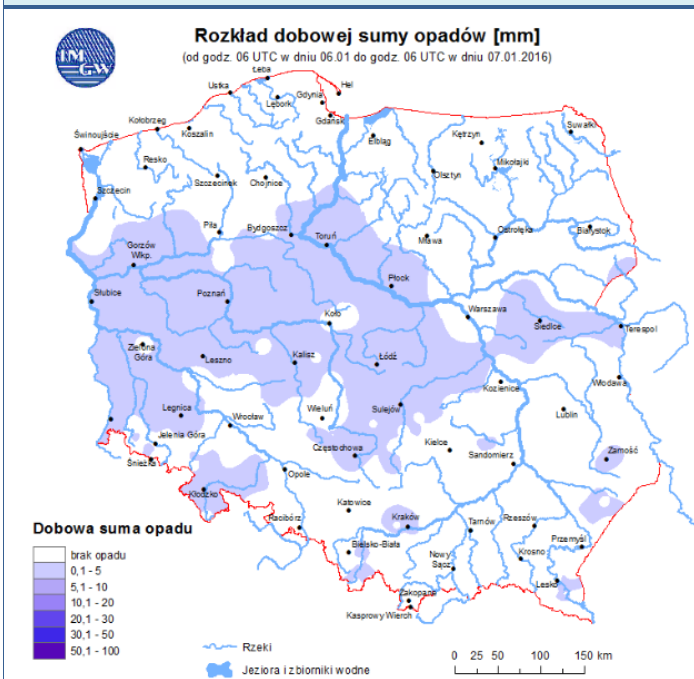 Rozkład dobowej sumy opadów [mm]
(od godz. 06 UTC w dniu 06.01 do godz. 06 UTC w dniu 07.01.2016)
IMGW
Łeba
Hel
Ustka
Gdynia
Lębork
Gdańsk
Kołobrzeg
Koszalin
Suwałki
Świnoujście
Elbląg
Kętrzyn
Resko
Mikołajki
Szczecinek
Chojnice
Olsztyn
Szczecin
Piła
Bydgoszcz
Toruń
Mława
Ostrołęka
Białystok
Gorzów
Wlkp.
Płock
Słubice
Poznań
Koło
Warszawa
Siedlce
Terespol
Zielona
Góra
Leszno
Kalisz
Łódź
Kozienice
Włodawa
Legnica
Wrocław
Wieluń
Sulejów
Lublin
Jelenia Góra
Śnieżka
Częstochowa
Kielce
Sandomierz
Zamość
Opole
Kłodzko
Katowice
Racibórz
Kraków
Tarnów
Rzeszów
Bielsko-Biała
Nowy
Sącz
Krosno
Przemyśl
Lesko
Zakopane
Kasprowy Wierch
Dobowa suma opadu
brak opadu
0,1 - 5
5,1 - 10
10,1 - 20
20,1 - 30
30,1 - 50
50,1 - 100
Rzeki
Jeziora i zbiorniki wodne
0 25 50 100 150 km